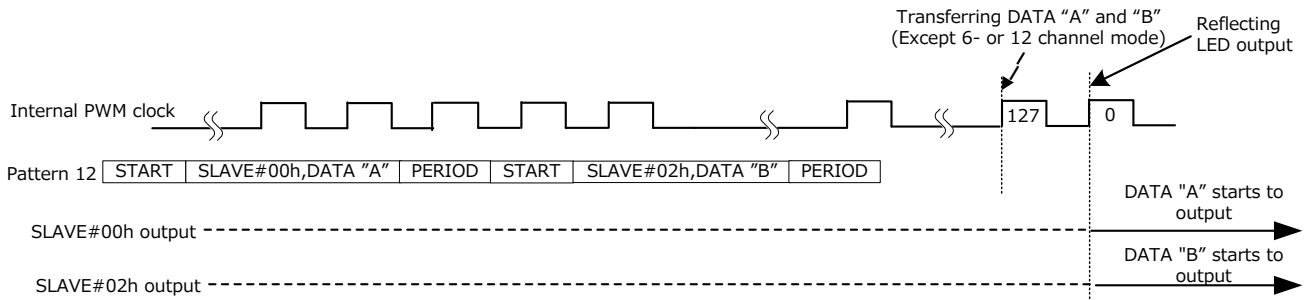 Transferring DATA “A” and “B”
(Except 6- or 12 channel mode)
Reflecting
LED output
Internal PWM clock
127
0
Pattern 12
START
SLAVE#00h,DATA ”A”
PERIOD
START
SLAVE#02h,DATA ”B”
PERIOD
DATA "A” starts to
output
SLAVE#00h output
DATA "B” starts to
output
SLAVE#02h output